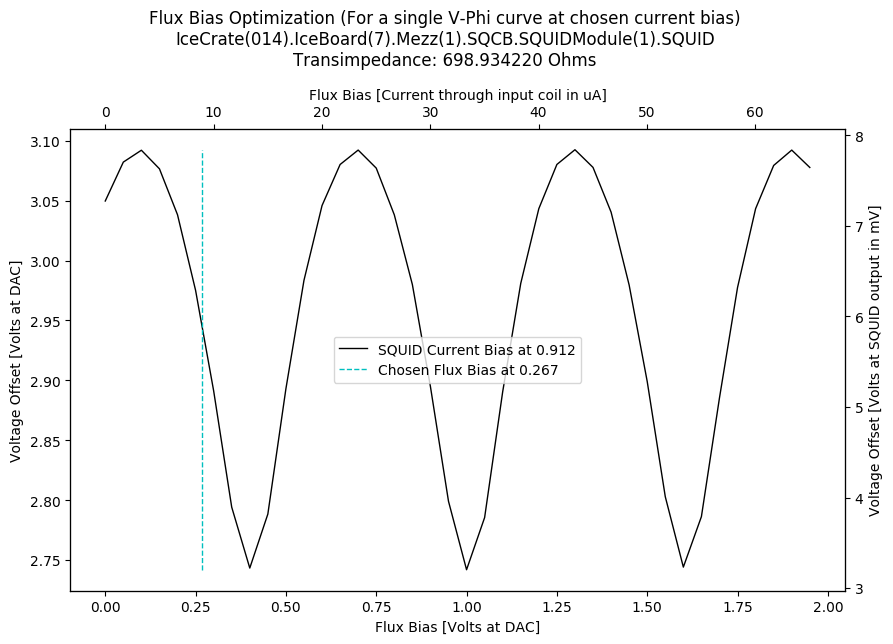 Flux Bias Optimization (For a single V-Phi curve at chosen current bias)
IceCrate(014).IceBoard(7).Mezz(1).SQCB.SQUIDModule(1).SQUID
Transimpedance: 698.934220 Ohms
Flux Bias [Current through input coil in uA]
0 10 20 30 40 50 60
Voltage Offset [Volts at DAC]
3.10
3.05
3.00
2.95
2.90
2.85
2.80
2.75
SQUID Current Bias at 0.912
Chosen Flux Bias at 0.267
8
7
6
5
4
3
Voltage Offset [Volts at SQUID output in mV]
0.00 0.25 0.50 0.75 1.00 1.25 1.50 1.75 2.00
Flux Bias [Volts at DAC]